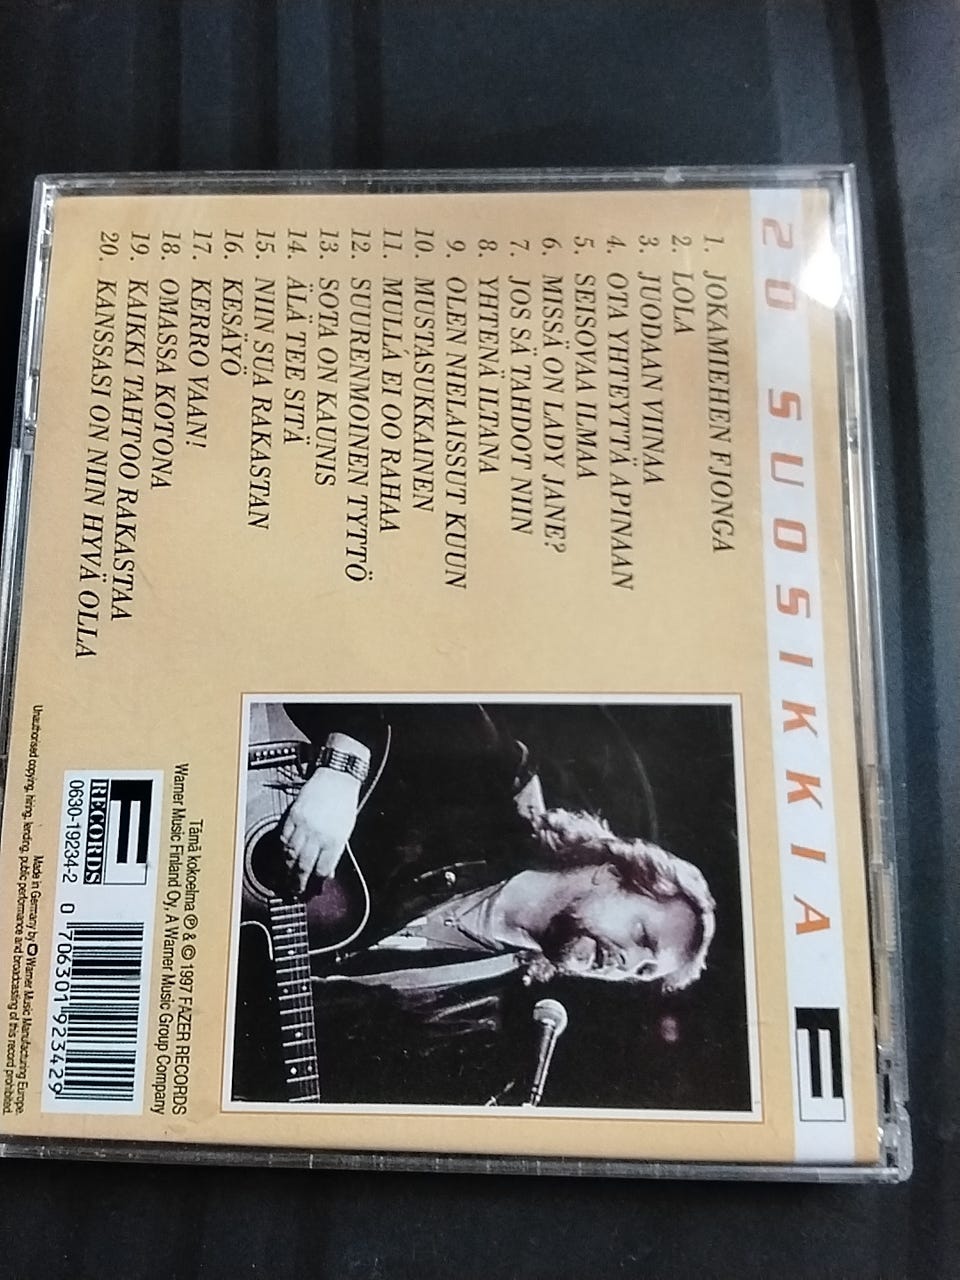 20 SUOSIKKIA
1. JOKAMIEHEN FJONGA
2. LOLA
3. JUODAAN VIINAA
4. OTA YHTEYTTÄ APINAAN
5. SEISOVAA ILMAA
6. MISSÄ ON LADY JANE?
7. JOS SÄ TAHDOT NIIN
8. YHTENÄ ILTANA
9. OLEN NIELAISSUT KUUN
10. MUSTASUKKAINEN
11. MULLÁ EI OO RAHAA
12. SUURENMOINEN TYTTÖ
13. SOTA ON KAUNIS
14. ÄLÄ TEE SITÄ
15. NIIN SUA RAKASTAN
16. KESÄYÖ
17. KERRO VAAN!
18. OMASSA KOTONA
19. KAIKKI TAHTOO RAKASTAA
20. KANSSASI ON NIIN HYVÄ OLLA
Tämä kokoelma ℗ & © 1997 FAZER RECORDS
Warner Music Finland Oy, A Warner Music Group Company
F
RECORDS
0630-19234-2
0 706301 923429
Made in Germany by Warner Music Manufacturing Europe.
Unauthorised copying, hiring, lending, public performance and broadcasting of this record prohibited.